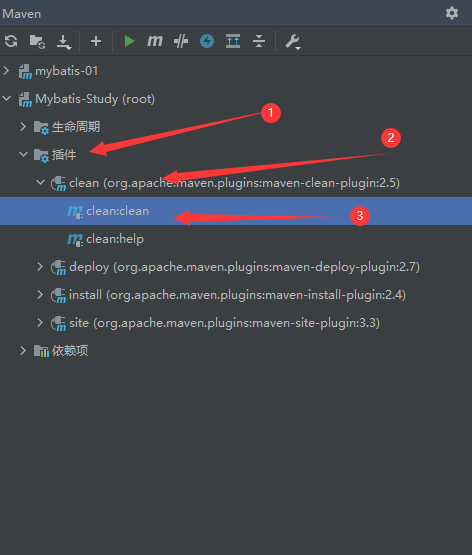 Maven
mybatis-01
Mybatis-Study (root)
1
生命周期
2
插件
clean (org.apache.maven.plugins:maven-clean-plugin:2.5)
clean:clean
3
clean:help
deploy (org.apache.maven.plugins:maven-deploy-plugin:2.7)
install (org.apache.maven.plugins:maven-install-plugin:2.4)
site (org.apache.maven.plugins:maven-site-plugin:3.3)
依赖项